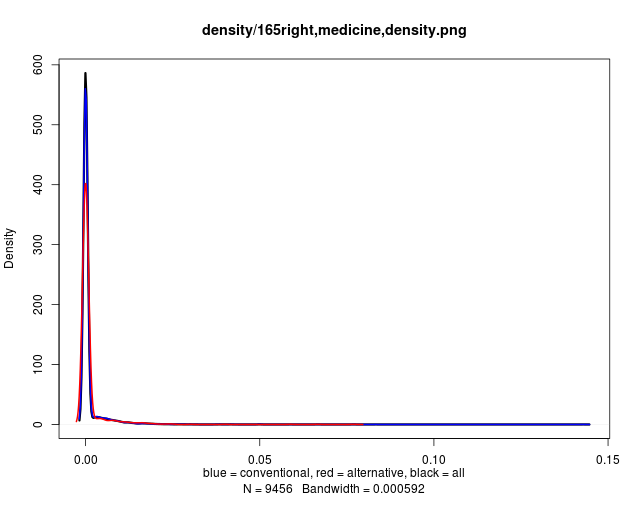 density/165right,medicine,density.png
600
500
400
300
200
100
0
Density
0.00 0.05 0.10 0.15
blue = conventional, red = alternative, black = all
N = 9456 Bandwidth = 0.000592